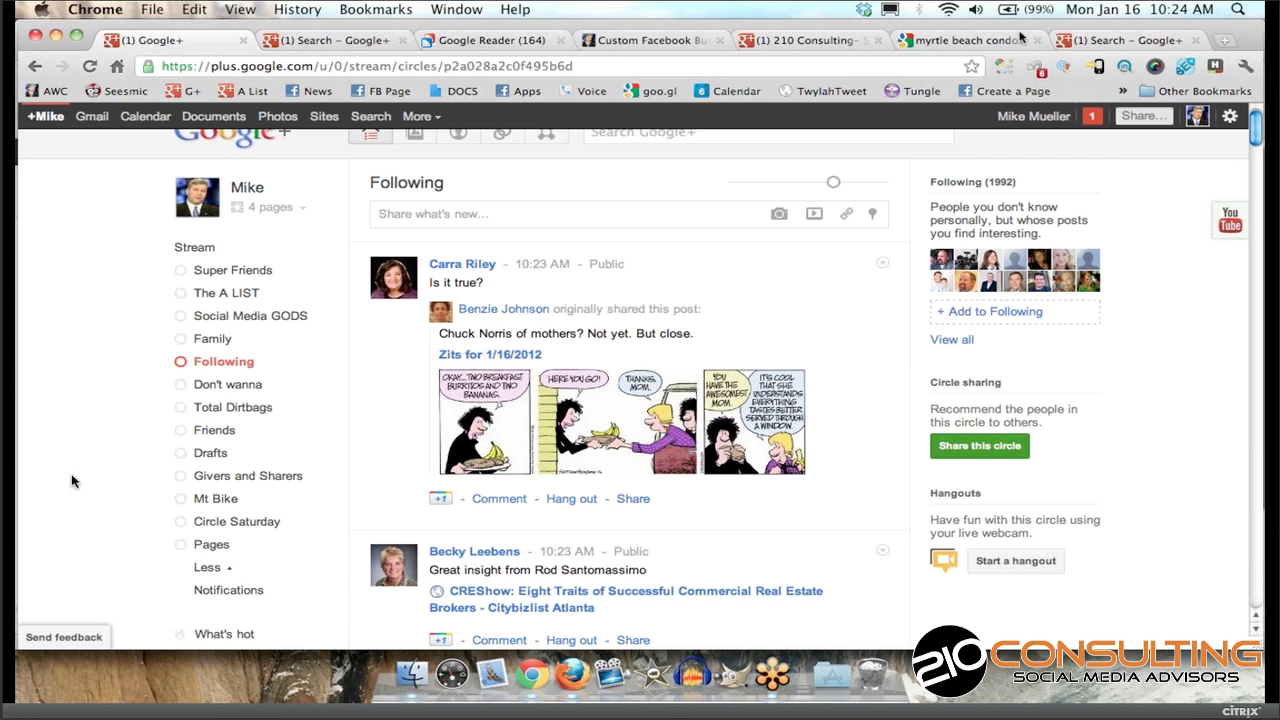 Chrome File Edit View History Bookmarks Window Help (99%) Mon Jan 16 10:24 AM
(1) Google+ (1) Search – Google+ Google Reader (164) Custom Facebook Bu (1) 210 Consulting– S myrtle beach condo (1) Search – Google+
https://plus.google.com/u/0/stream/circles/p2a028a2c0f495b6d 6
AWC Seesmic G+ A List News FB Page DOCS Apps Voice goo.gl 6 Calendar TwylahTweet Tungle Create a Page » Other Bookmarks
+Mike Gmail Calendar Documents Photos Sites Search More Mike Mueller 1 Share...
Google+ Search Google+
Mike
4 pages
Stream
Super Friends
The A LIST
Social Media GODS
Family
Following
Don't wanna
Total Dirtbags
Friends
Drafts
Givers and Sharers
Mt Bike
Circle Saturday
Pages
Less
Notifications
What's hot
Send feedback
Following
Share what's new...
Carra Riley - 10:23 AM - Public
Is it true?
Benzie Johnson originally shared this post:
Chuck Norris of mothers? Not yet. But close.
Zits for 1/16/2012
OKAY... TWO BREAKFAST
BURRITOS AND TWO
BANANAS.
HERE YOU GO!
THANKS,
MOM.
YOU
HAVE THE
AWESOMEST
MOM.
IT'S COOL
THAT SHE
UNDERSTANDS
EVERYTHING
TASTES BETTER
SERVED THROUGH
A WINDOW.
+1 - Comment - Hang out - Share
Becky Leebens - 10:23 AM - Public
Great insight from Rod Santomassimo
CREShow: Eight Traits of Successful Commercial Real Estate
Brokers - Citybizlist Atlanta
+1 - Comment - Hang out - Share
Following (1992)
People you don't know
personally, but whose posts
you find interesting.
+ Add to Following
View all
Circle sharing
Recommend the people in
this circle to others.
Share this circle
Hangouts
Have fun with this circle using
your live webcam.
Start a hangout
You
Tube
210 CONSULTING
SOCIAL MEDIA ADVISORS
CITRIX